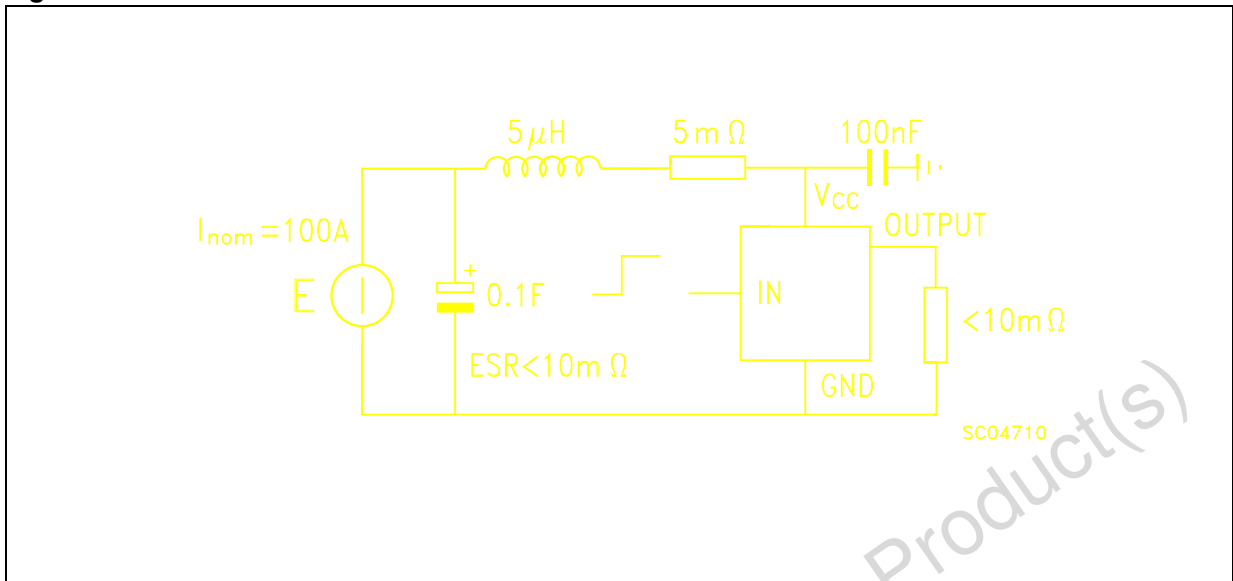 5μH
5mΩ
100nF
VCC
OUTPUT
Inom=100A
E
+
0.1F
IN
<10mΩ
ESR<10mΩ
GND
SC04710
Product(s)